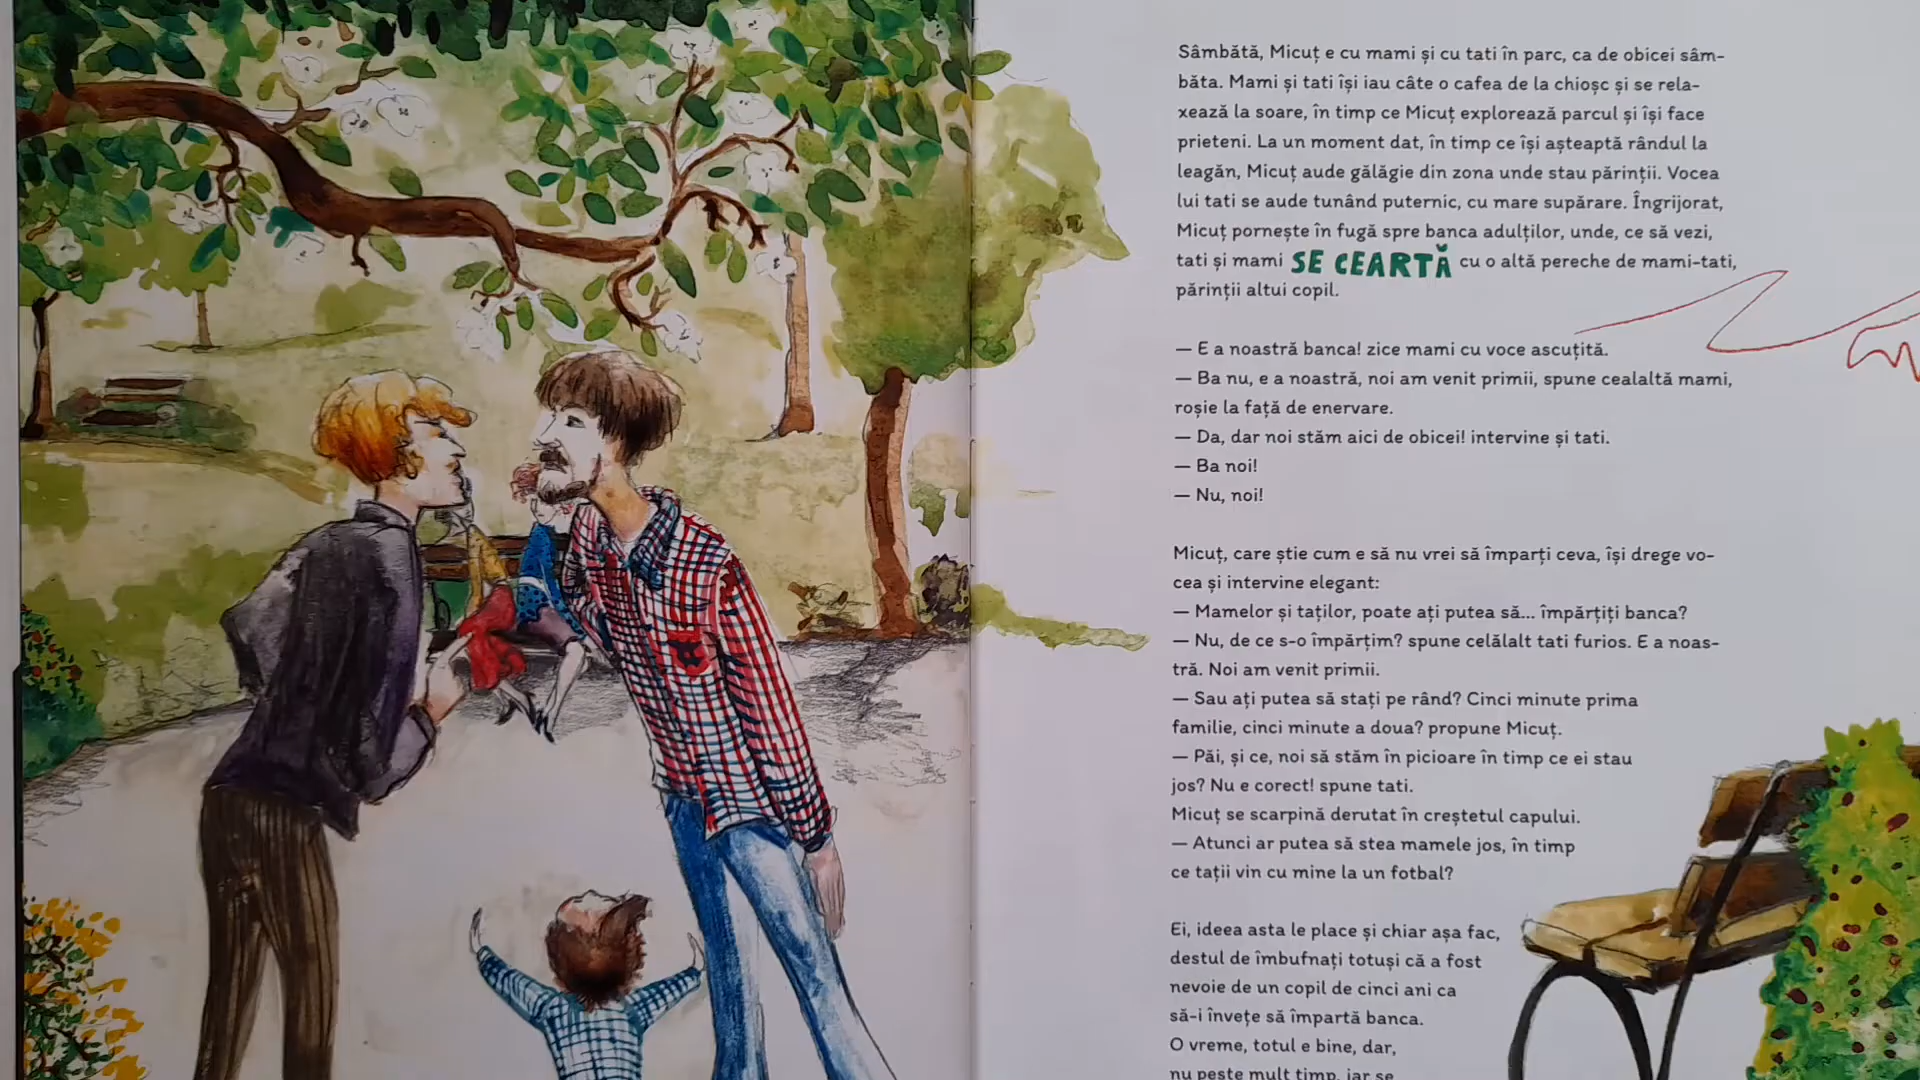 Sâmbătă, Micuț e cu mami și cu tati în parc, ca de obicei sâm-
băta. Mami și tati își iau câte o cafea de la chioșc și se rela-
xează la soare, în timp ce Micuț explorează parcul și își face
prieteni. La un moment dat, în timp ce își așteaptă rândul la
leagăn, Micuț aude gălăgie din zona unde stau părinții. Vocea
lui tati se aude tunând puternic, cu mare supărare. Îngrijorat,
Micuț pornește în fugă spre banca adulților, unde, ce să vezi,
tati și mami SE CEARTĂ cu o altă pereche de mami-tati,
părinții altui copil.
— E a noastră banca! zice mami cu voce ascuțită.
— Ba nu, e a noastră, noi am venit primii, spune cealaltă mami,
roșie la față de enervare.
— Da, dar noi stăm aici de obicei! intervine și tati.
— Ba noi!
— Nu, noi!
Micuț, care știe cum e să nu vrei să împarți ceva, își drege vo-
cea și intervine elegant:
— Mamelor și taților, poate ați putea să... împărțiți banca?
— Nu, de ce s-o împărțim? spune celălalt tati furios. E a noas-
tră. Noi am venit primii.
— Sau ați putea să stați pe rând? Cinci minute prima
familie, cinci minute a doua? propune Micuț.
— Păi, și ce, noi să stăm în picioare în timp ce ei stau
jos? Nu e corect! spune tati.
Micuț se scarpină derutat în creștetul capului.
— Atunci ar putea să stea mamele jos, în timp
ce tații vin cu mine la un fotbal?
Ei, ideea asta le place și chiar așa fac,
destul de îmbufnați totuși că a fost
nevoie de un copil de cinci ani ca
să-i învețe să împartă banca.
O vreme, totul e bine, dar,
nu peste mult timp, iar se